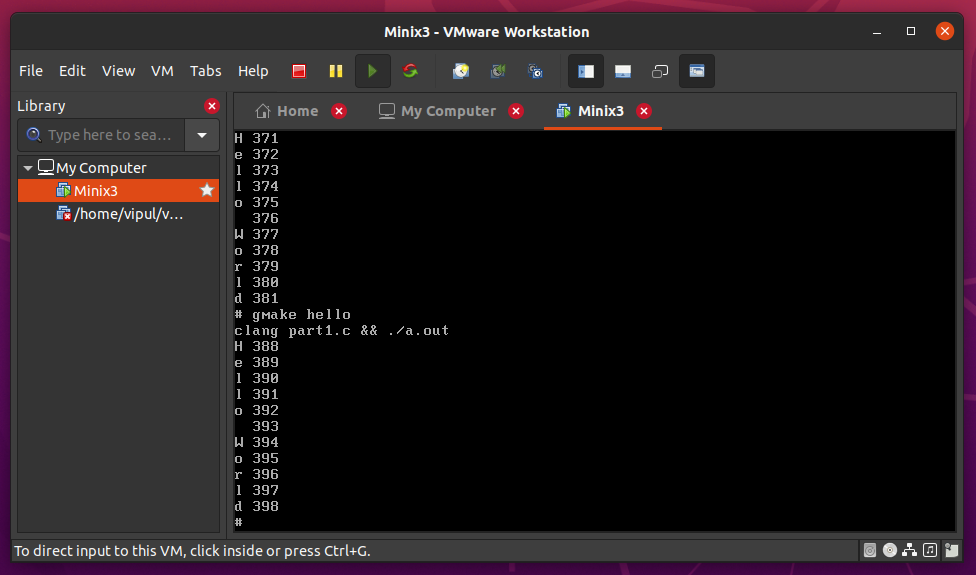 Minix3 - VMware Workstation
File Edit View VM Tabs Help
Library
Type here to sea...
My Computer
Minix3
/home/vipul/v...
Home
My Computer
Minix3
H 371
e 372
l 373
l 374
o 375
376
W 377
o 378
r 379
l 380
d 381
# gmake hello
clang part1.c && ./a.out
H 388
e 389
l 390
l 391
o 392
393
W 394
o 395
r 396
l 397
d 398
#
To direct input to this VM, click inside or press Ctrl+G.